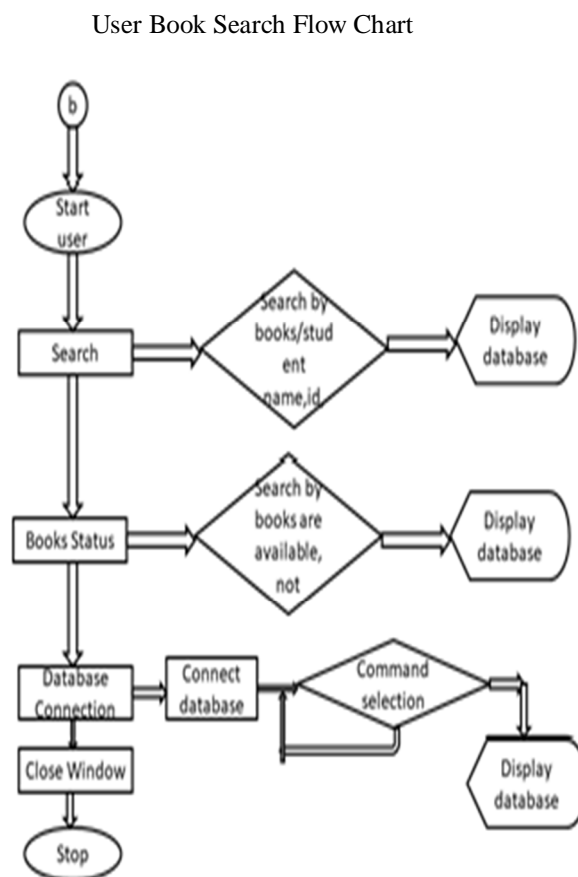 User Book Search Flow Chart
b
Start
user
Search
Search by
books/stud
ent
name,id
Display
database
Books Status
Search by
books are
available,
not
Display
database
Database
Connection
Connect
database
Command
selection
Display
database
Close Window
Stop